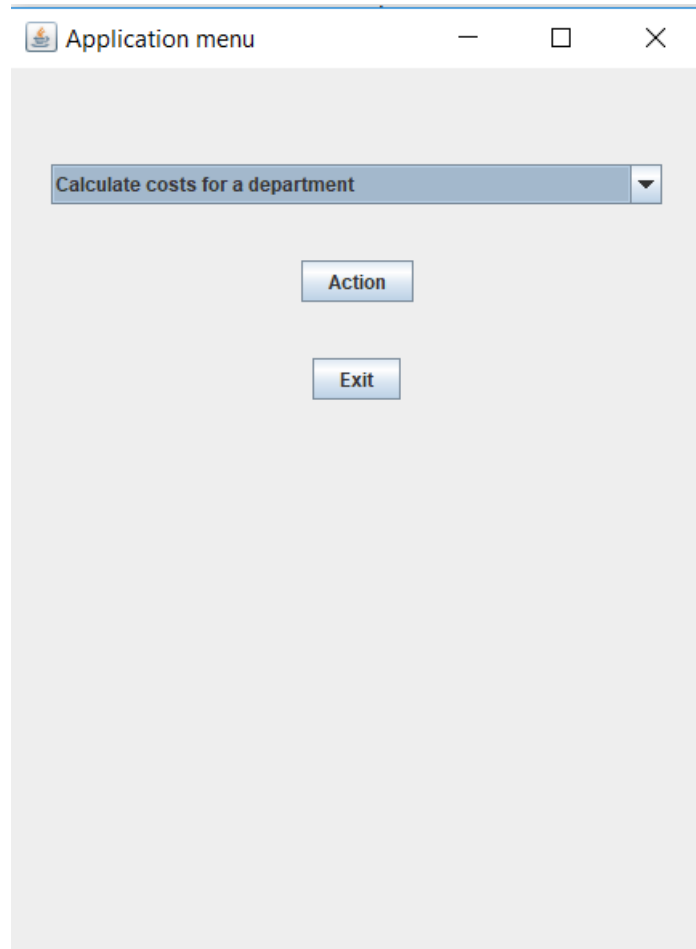 Application menu
Calculate costs for a department
Action
Exit